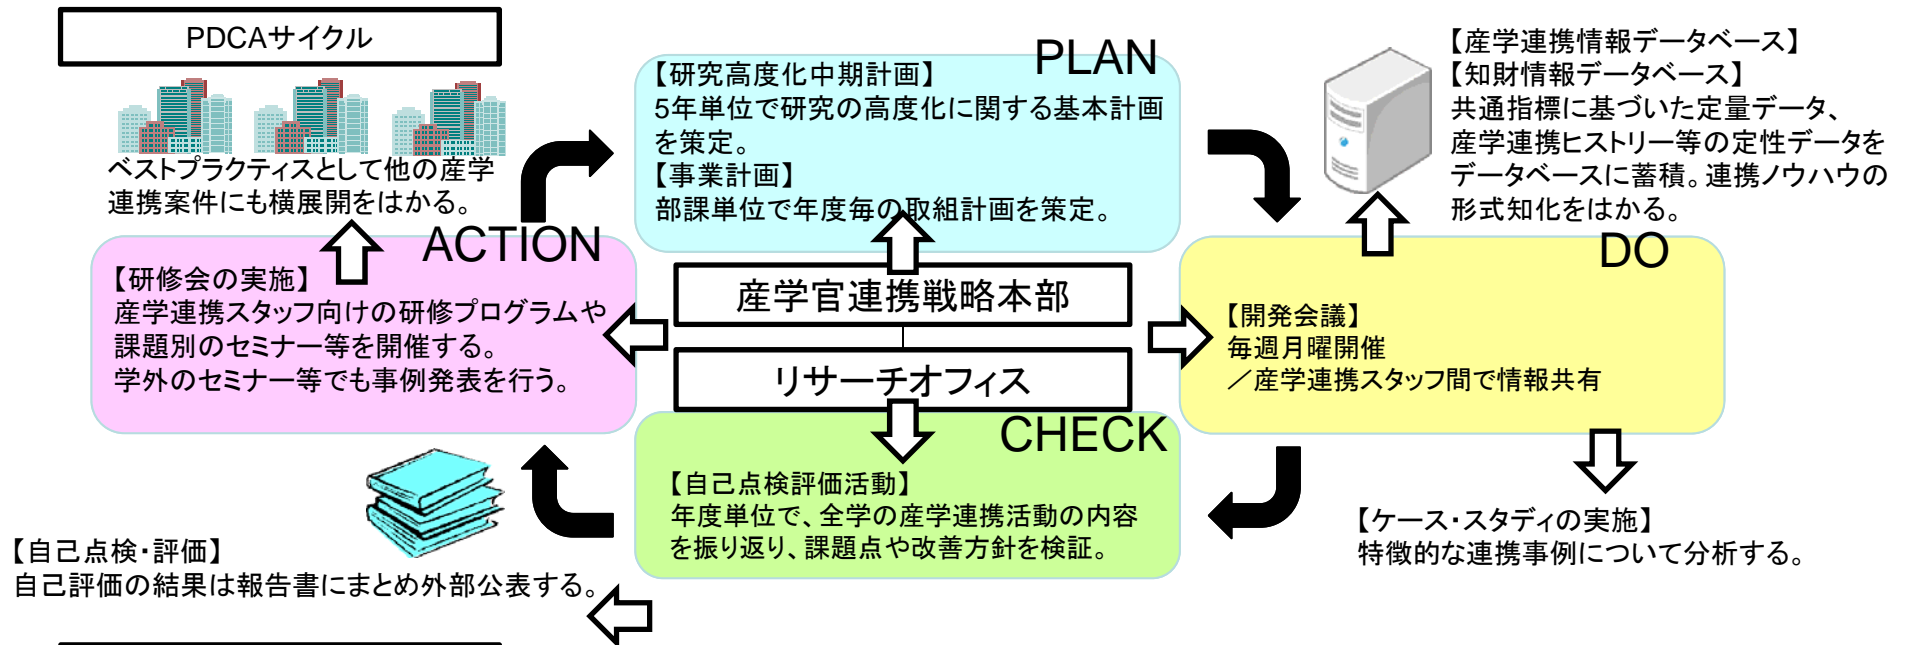 PDCAサイクル
ベストプラクティスとして他の産学
連携案件にも横展開をはかる。
PLAN
【研究高度化中期計画】
5年単位で研究の高度化に関する基本計画
を策定。
【事業計画】
部課単位で年度毎の取組計画を策定。
【産学連携情報データベース】
【知財情報データベース】
共通指標に基づいた定量データ、
産学連携ヒストリー等の定性データを
データベースに蓄積。連携ノウハウの
形式知化をはかる。
ACTION
【研修会の実施】
産学連携スタッフ向けの研修プログラムや
課題別のセミナー等を開催する。
学外のセミナー等でも事例発表を行う。
産学官連携戦略本部
リサーチオフィス
DO
【開発会議】
毎週月曜開催
／産学連携スタッフ間で情報共有
CHECK
【自己点検評価活動】
年度単位で、全学の産学連携活動の内容
を振り返り、課題点や改善方針を検証。
【ケース・スタディの実施】
特徴的な連携事例について分析する。
【自己点検・評価】
自己評価の結果は報告書にまとめ外部公表する。